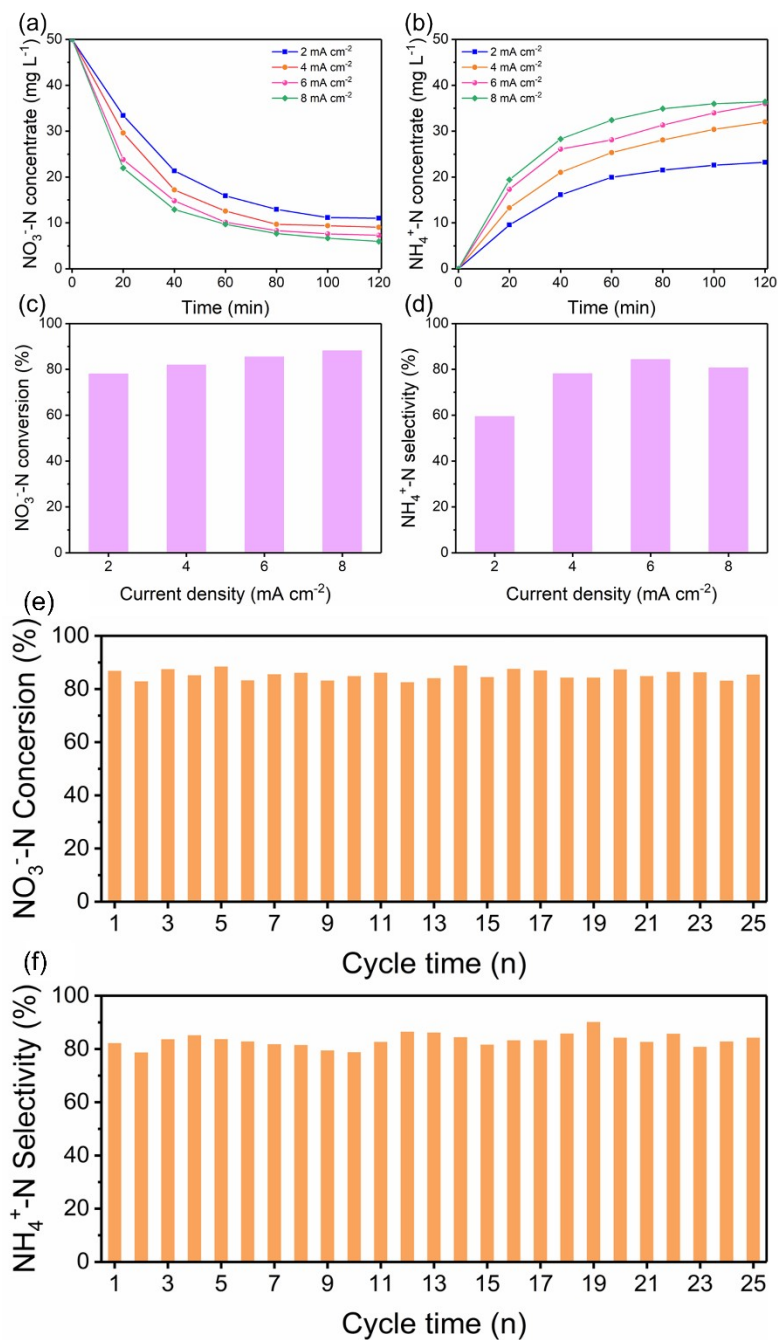 (a)
NO₃⁻-N concentrate (mg L⁻¹)
50
40
30
20
10
0
2 mA cm⁻²
4 mA cm⁻²
6 mA cm⁻²
8 mA cm⁻²
0 20 40 60 80 100 120
Time (min)
(b)
NH₄⁺-N concentrate (mg L⁻¹)
50
40
30
20
10
0
2 mA cm⁻²
4 mA cm⁻²
6 mA cm⁻²
8 mA cm⁻²
0 20 40 60 80 100 120
Time (min)
(c)
NO₃⁻-N conversion (%)
100
80
60
40
20
0
2 4 6 8
Current density (mA cm⁻²)
(d)
NH₄⁺-N selectivity (%)
100
80
60
40
20
0
2 4 6 8
Current density (mA cm⁻²)
(e)
NO₃⁻-N Concersion (%)
100
80
60
40
20
0
1 3 5 7 9 11 13 15 17 19 21 23 25
Cycle time (n)
(f)
NH₄⁺-N Selectivity (%)
100
80
60
40
20
0
1 3 5 7 9 11 13 15 17 19 21 23 25
Cycle time (n)